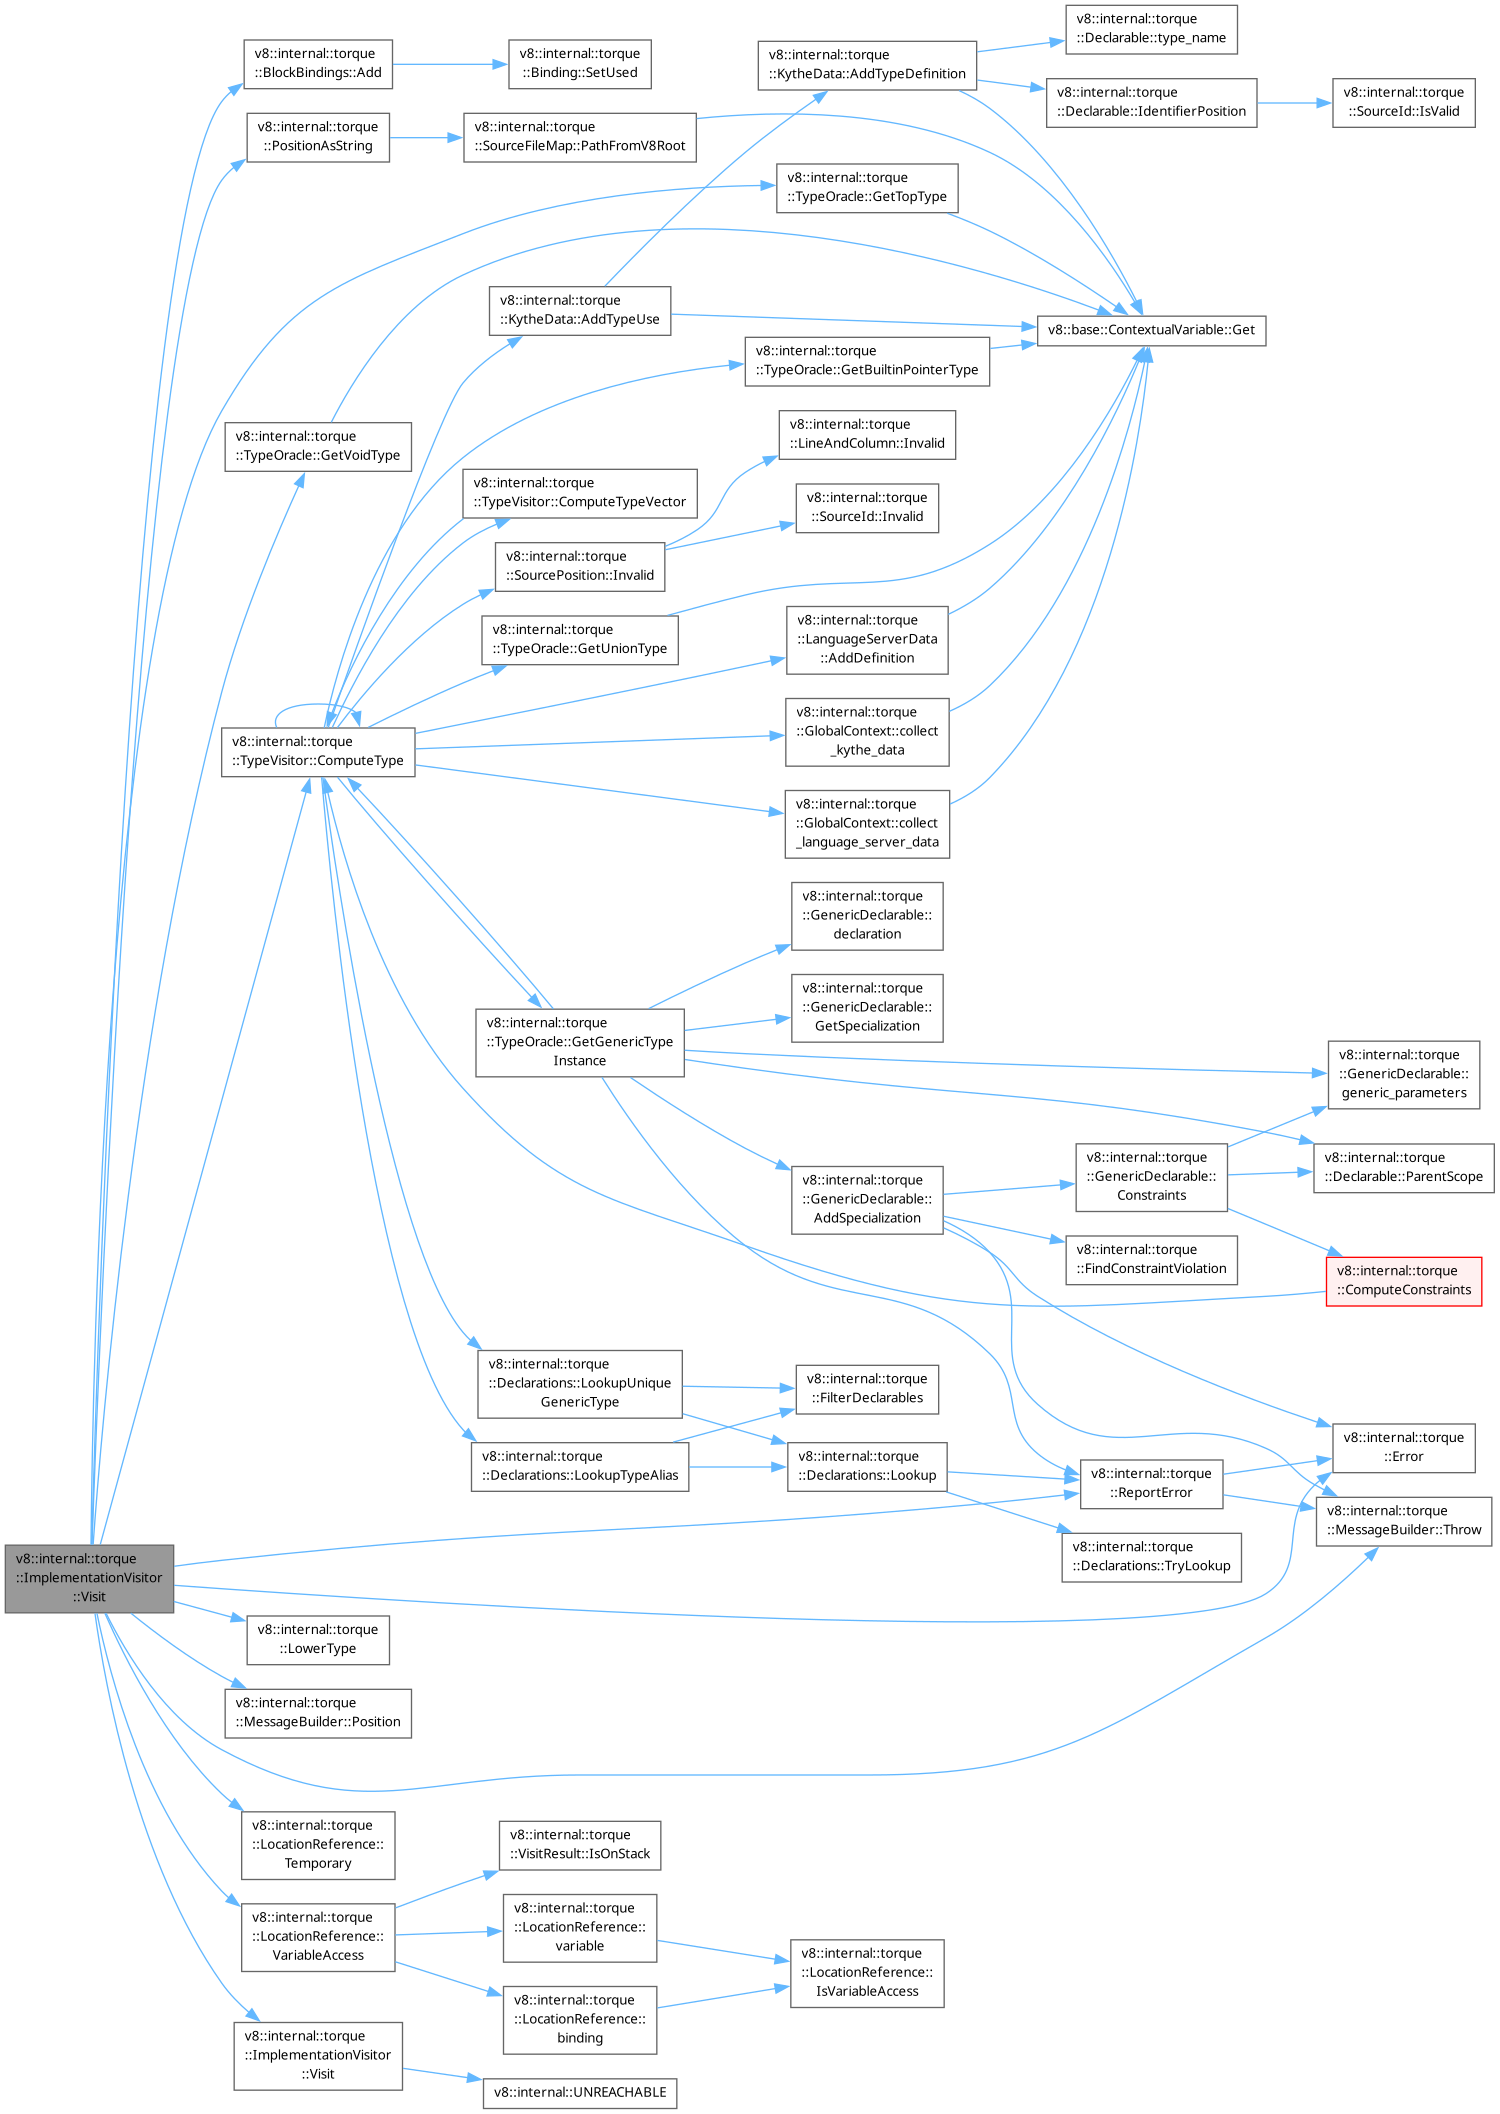 v8::internal::torque
::Declarable::type_name
v8::internal::torque
::BlockBindings::Add
v8::internal::torque
::Binding::SetUsed
v8::internal::torque
::KytheData::AddTypeDefinition
v8::internal::torque
::Declarable::IdentifierPosition
v8::internal::torque
::SourceId::IsValid
v8::internal::torque
::PositionAsString
v8::internal::torque
::SourceFileMap::PathFromV8Root
v8::internal::torque
::TypeOracle::GetTopType
v8::internal::torque
::KytheData::AddTypeUse
v8::base::ContextualVariable::Get
v8::internal::torque
::TypeOracle::GetBuiltinPointerType
v8::internal::torque
::TypeOracle::GetVoidType
v8::internal::torque
::LineAndColumn::Invalid
v8::internal::torque
::TypeVisitor::ComputeTypeVector
v8::internal::torque
::SourceId::Invalid
v8::internal::torque
::SourcePosition::Invalid
v8::internal::torque
::TypeOracle::GetUnionType
v8::internal::torque
::LanguageServerData
::AddDefinition
v8::internal::torque
::GlobalContext::collect
_kythe_data
v8::internal::torque
::TypeVisitor::ComputeType
v8::internal::torque
::GlobalContext::collect
_language_server_data
v8::internal::torque
::GenericDeclarable::
declaration
v8::internal::torque
::GenericDeclarable::
GetSpecialization
v8::internal::torque
::TypeOracle::GetGenericType
Instance
v8::internal::torque
::GenericDeclarable::
generic_parameters
v8::internal::torque
::GenericDeclarable::
AddSpecialization
v8::internal::torque
::GenericDeclarable::
Constraints
v8::internal::torque
::Declarable::ParentScope
v8::internal::torque
::FindConstraintViolation
v8::internal::torque
::ComputeConstraints
v8::internal::torque
::Declarations::LookupUnique
GenericType
v8::internal::torque
::FilterDeclarables
v8::internal::torque
::Declarations::LookupTypeAlias
v8::internal::torque
::Declarations::Lookup
v8::internal::torque
::ReportError
v8::internal::torque
::Error
v8::internal::torque
::MessageBuilder::Throw
v8::internal::torque
::Declarations::TryLookup
v8::internal::torque
::ImplementationVisitor
::Visit
v8::internal::torque
::LowerType
v8::internal::torque
::MessageBuilder::Position
v8::internal::torque
::LocationReference::
Temporary
v8::internal::torque
::VisitResult::IsOnStack
v8::internal::torque
::LocationReference::
VariableAccess
v8::internal::torque
::LocationReference::
variable
v8::internal::torque
::LocationReference::
IsVariableAccess
v8::internal::torque
::LocationReference::
binding
v8::internal::torque
::ImplementationVisitor
::Visit
v8::internal::UNREACHABLE